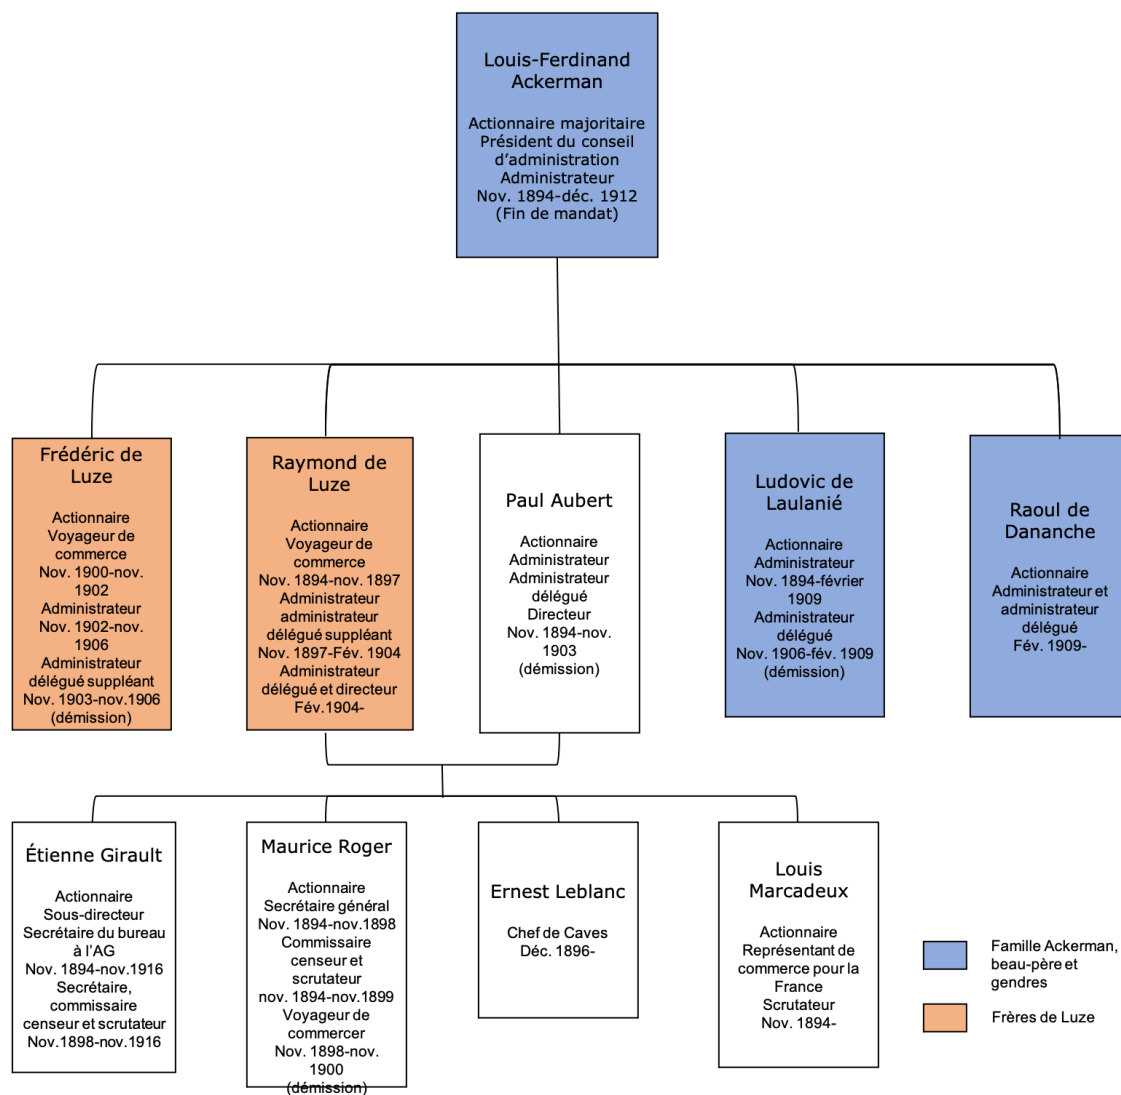 Louis-Ferdinand
Ackerman
Actionnaire majoritaire
Président du conseil
d’administration
Administrateur
Nov. 1894-déc. 1912
(Fin de mandat)
Frédéric de
Luze
Actionnaire
Voyageur de
commerce
Nov. 1900-nov.
1902
Administrateur
Nov. 1902-nov.
1906
Administrateur
délégué suppléant
Nov. 1903-nov.1906
(démission)
Raymond de
Luze
Actionnaire
Voyageur de
commerce
Nov. 1894-nov. 1897
Administrateur
administrateur
délégué suppléant
Nov. 1897-Fév. 1904
Administrateur
délégué et directeur
Fév.1904-
Paul Aubert
Actionnaire
Administrateur
Administrateur
délégué
Directeur
Nov. 1894-nov.
1903
(démission)
Ludovic de
Laulanié
Actionnaire
Administrateur
Nov. 1894-février
1909
Administrateur
délégué
Nov. 1906-fév. 1909
(démission)
Raoul de
Dananche
Actionnaire
Administrateur et
administrateur
délégué
Fév. 1909-
Étienne Girault
Actionnaire
Sous-directeur
Secrétaire du bureau
à l’AG
Nov. 1894-nov.1916
Secrétaire,
commissaire
censeur et scrutateur
Nov.1898-nov.1916
Maurice Roger
Actionnaire
Secrétaire général
Nov. 1894-nov.1898
Commissaire
censeur et
scrutateur
nov. 1894-nov.1899
Voyageur de
commercer
Nov. 1898-nov.
1900
(démission)
Ernest Leblanc
Chef de Caves
Déc. 1896-
Louis
Marcadeux
Actionnaire
Représentant de
commerce pour la
France
Scrutateur
Nov. 1894-
Famille Ackerman,
beau-père et
gendres
Frères de Luze